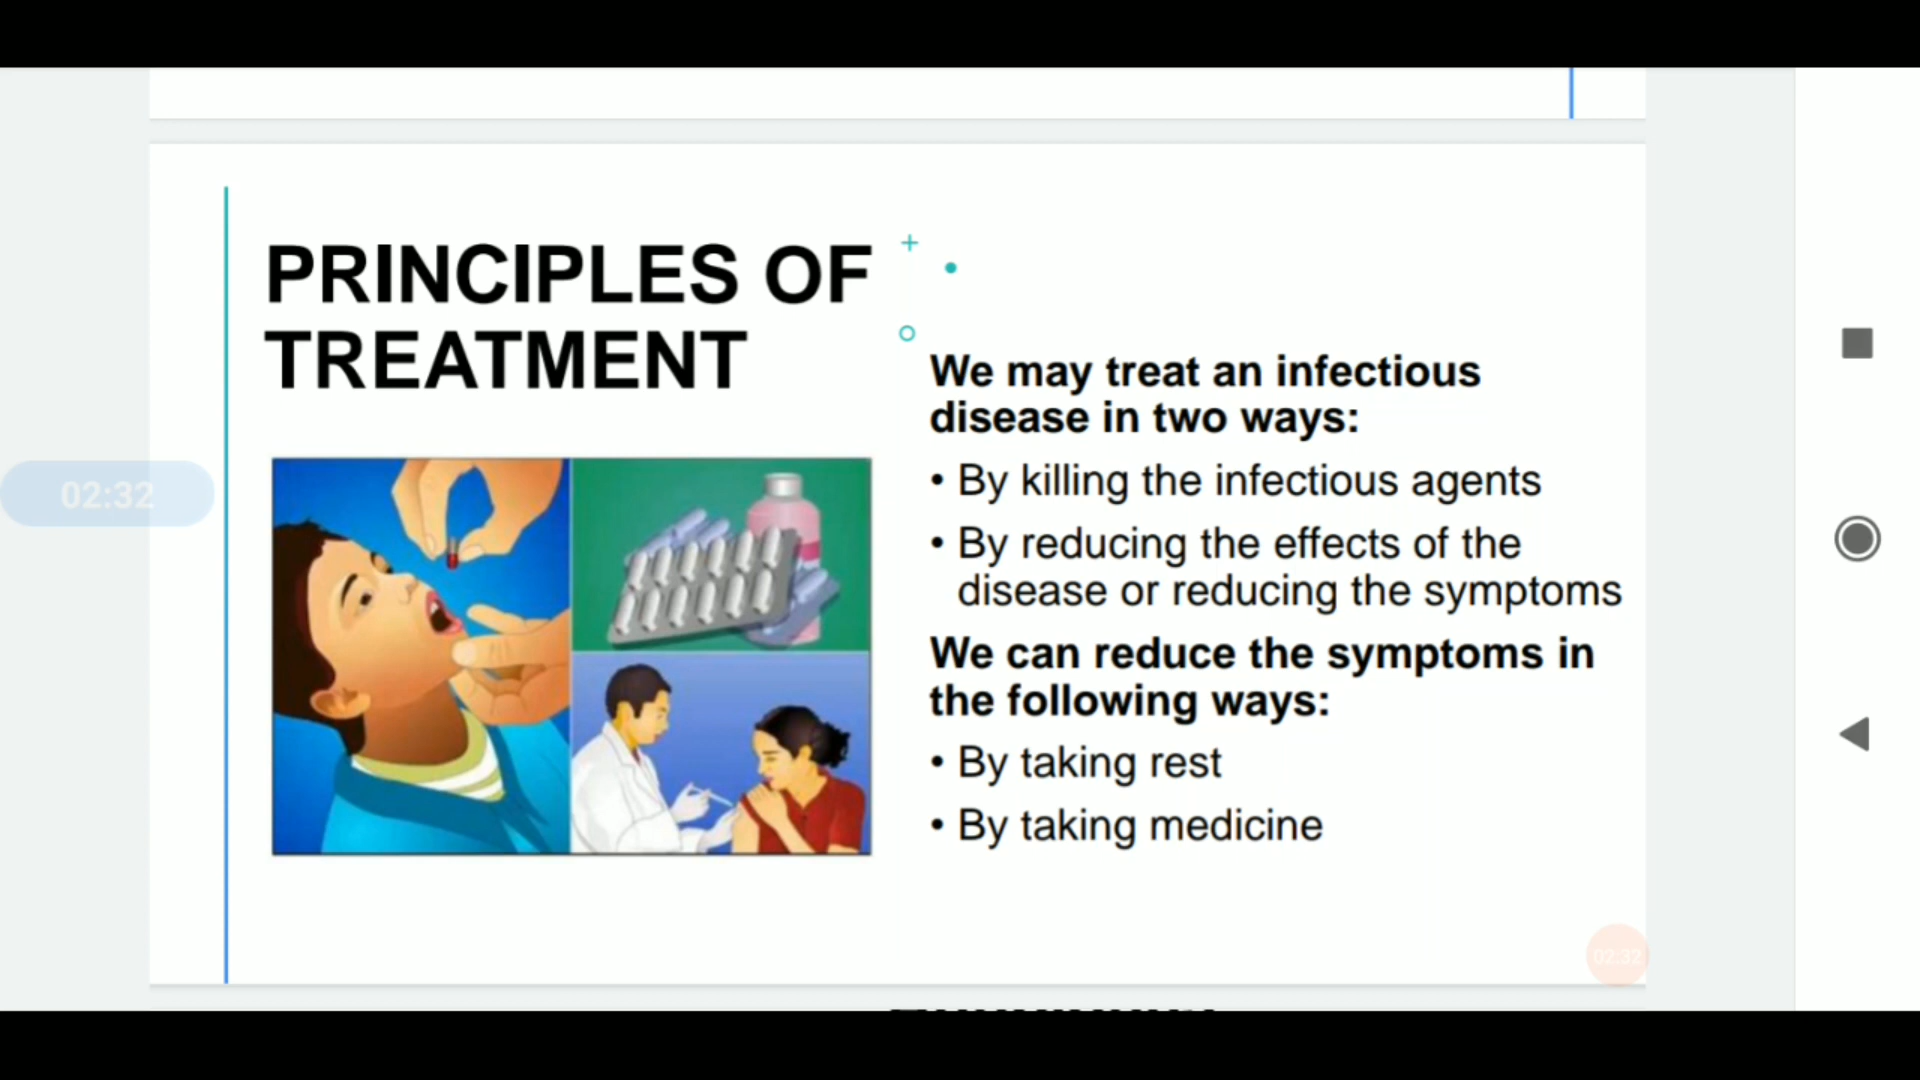 PRINCIPLES OF
TREATMENT
02:32
We may treat an infectious
disease in two ways:
• By killing the infectious agents
• By reducing the effects of the
disease or reducing the symptoms
We can reduce the symptoms in
the following ways:
• By taking rest
• By taking medicine
02:32